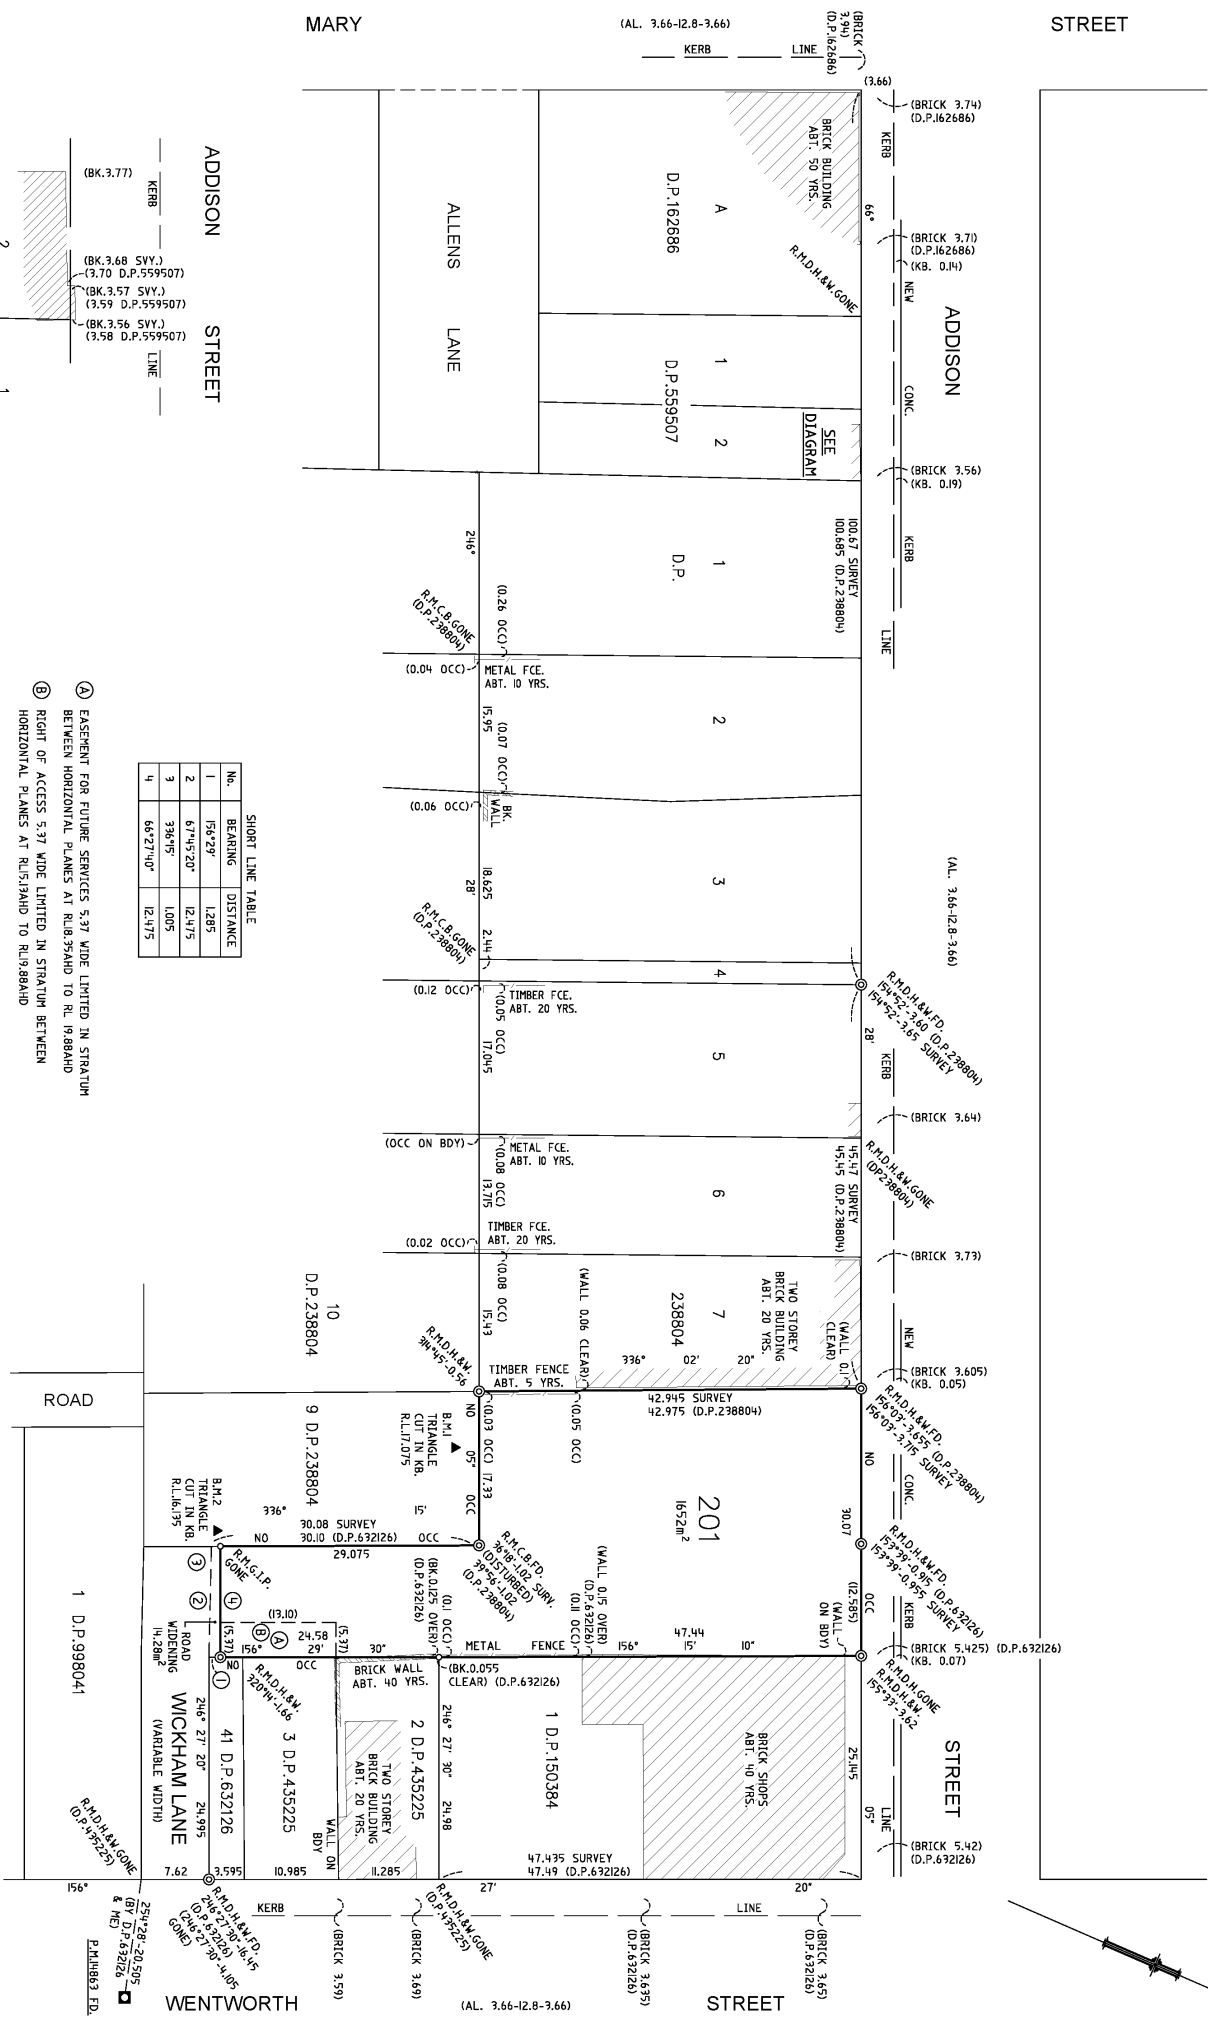 MARY
STREET
(AL. 3.66-12.8-3.66)
KERB LINE
(BRICK 3.94)
(D.P.162686)
(3.66)
(BRICK 3.74)
(D.P.162686)
KERB
66°
(BRICK 3.71)
(D.P.162686)
(KB. 0.14)
NEW
CONC.
ADDISON
BRICK BUILDING
ABT. 50 YRS.
A
D.P.162686
R.M.D.H.&W.GONE
ALLENS LANE
1
D.P.559507
2
SEE
DIAGRAM
(BRICK 3.56)
(KB. 0.19)
KERB
LINE
ADDISON STREET
KERB LINE
(BK.3.77)
(BK.3.68 SVY.)
(3.70 D.P.559507)
(BK.3.57 SVY.)
(3.59 D.P.559507)
(BK.3.56 SVY.)
(3.58 D.P.559507)
2
1
100.67 SURVEY
100.685 (D.P.238804)
1
D.P.
246°
(0.26 OCC)
R.M.C.B.GONE
(D.P.238804)
(0.04 OCC)
METAL FCE.
ABT. 10 YRS.
15.95
(0.07 OCC)
2
BK.
WALL
(0.06 OCC)
18.625
28'
3
R.M.C.B.GONE
(D.P.238804)
2.44
4
(0.12 OCC)
TIMBER FCE.
ABT. 20 YRS.
(0.05 OCC)
17.045
5
(AL. 3.66-12.8-3.66)
R.M.D.H.&W.FD.
154°52'-3.60 (D.P.238804)
154°52'-3.65 SURVEY
28'
KERB
(BRICK 3.64)
R.M.D.H.&W.GONE
(DP238804)
(OCC ON BDY)
METAL FCE.
ABT. 10 YRS.
(0.08 OCC)
13.715
6
45.47 SURVEY
45.45 (D.P.238804)
(BRICK 3.73)
TIMBER FCE.
ABT. 20 YRS.
(0.02 OCC)
(0.08 OCC)
15.43
(WALL 0.06 CLEAR)
238804
7
TWO STOREY
BRICK BUILDING
ABT. 20 YRS.
(WALL 0.1
CLEAR)
NEW
(BRICK 3.605)
(KB. 0.05)
SHORT LINE TABLE
No. BEARING DISTANCE
1 156°29' 1.285
2 67°45'20" 12.475
3 336°15' 1.005
4 66°27'40" 12.475
(A) EASEMENT FOR FUTURE SERVICES 5.37 WIDE LIMITED IN STRATUM
BETWEEN HORIZONTAL PLANES AT RL18.35AHD TO RL 19.88AHD
(B) RIGHT OF ACCESS 5.37 WIDE LIMITED IN STRATUM BETWEEN
HORIZONTAL PLANES AT RL15.13AHD TO RL19.88AHD
10
D.P.238804
R.M.D.H.&W.
314°45'-0.56
336° 02' 20"
TIMBER FENCE
ABT. 5 YRS.
42.945 SURVEY
42.975 (D.P.238804)
R.M.D.H.&W.FD.
156°03'-3.655 (D.P.238804)
156°03'-3.715 SURVEY
ROAD
9 D.P.238804
B.M.1
TRIANGLE
CUT IN KB.
R.L.17.075
NO 05" OCC
(0.03 OCC) 17.33
(0.05 OCC)
201
1652m²
NO
30.07
OCC
CONC.
KERB
R.M.D.H.&W.FD.
153°39'-0.915 (D.P.632126)
153°39'-0.955 SURVEY
B.M.2
TRIANGLE
CUT IN KB.
R.L.16.135
336° 15'
30.08 SURVEY
NO 30.10 (D.P.632126) OCC
29.075
R.M.C.B.FD.
36°18'-1.02 SURV.
(DISTURBED)
39°56'-1.02
(D.P.238804)
R.M.G.I.P.
GONE
1 D.P.998041
3
2
4
1
ROAD
WIDENING
14.28m²
(13.10)
(5.37)
B A
24.58
(5.37)
(BK.0.125 OVER)
(D.P.632126)
(0.1 OCC)
(WALL 0.15 OVER)
(D.P.632126)
(0.11 OCC)
47.44
(12.585)
(WALL
ON BDY)
156° 29' 30"
NO OCC
METAL FENCE 156° 15' 10"
BRICK WALL
ABT. 40 YRS.
(BK.0.055
CLEAR) (D.P.632126)
(BRICK 5.425) (D.P.632126)
(KB. 0.07)
R.M.D.H.GONE
R.M.D.H.&W.
155°33'-3.62
R.M.D.H.&W.
320°14'-1.66
WICKHAM LANE
(VARIABLE WIDTH)
246° 27' 20" 24.995
41 D.P.632126
3 D.P.435225
TWO STOREY
BRICK BUILDING
ABT. 20 YRS.
WALL ON
BDY
2 D.P.435225
246° 27' 30" 24.98
1 D.P.150384
BRICK SHOPS
ABT. 40 YRS.
25.145
05"
LINE
STREET
(BRICK 5.42)
(D.P.632126)
R.M.D.H.&W.GONE
(D.P.435225)
7.62
3.595
10.985
11.285
47.435 SURVEY
47.49 (D.P.632126)
156° 27' 20"
254°28'-20.505
(BY D.P.632126
& ME)
P.M.14863 FD.
R.M.D.H.&W.FD.
246°27'30"-16.45
(D.P.632126)
(246°27'30"-4.105
GONE)
KERB LINE
(BRICK 3.59)
(BRICK 3.69)
R.M.D.H.&W.GONE
(D.P.435225)
(BRICK 3.635)
(D.P.632126)
(BRICK 3.65)
(D.P.632126)
WENTWORTH STREET
(AL. 3.66-12.8-3.66)